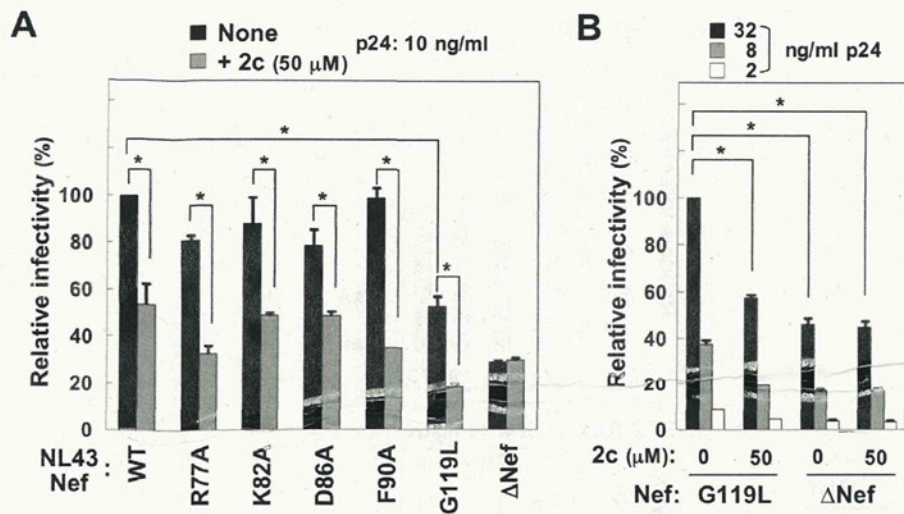 A
None
+ 2c (50 μM)
p24: 10 ng/ml
Relative infectivity (%)
100
80
60
40
20
0
*
*
*
*
*
*
*
NL43
Nef
:
WT
R77A
K82A
D86A
F90A
G119L
ΔNef
B
32
8
2
ng/ml p24
Relative infectivity (%)
100
80
60
40
20
0
*
*
*
2c (μM):
0
50
0
50
Nef:
G119L
ΔNef